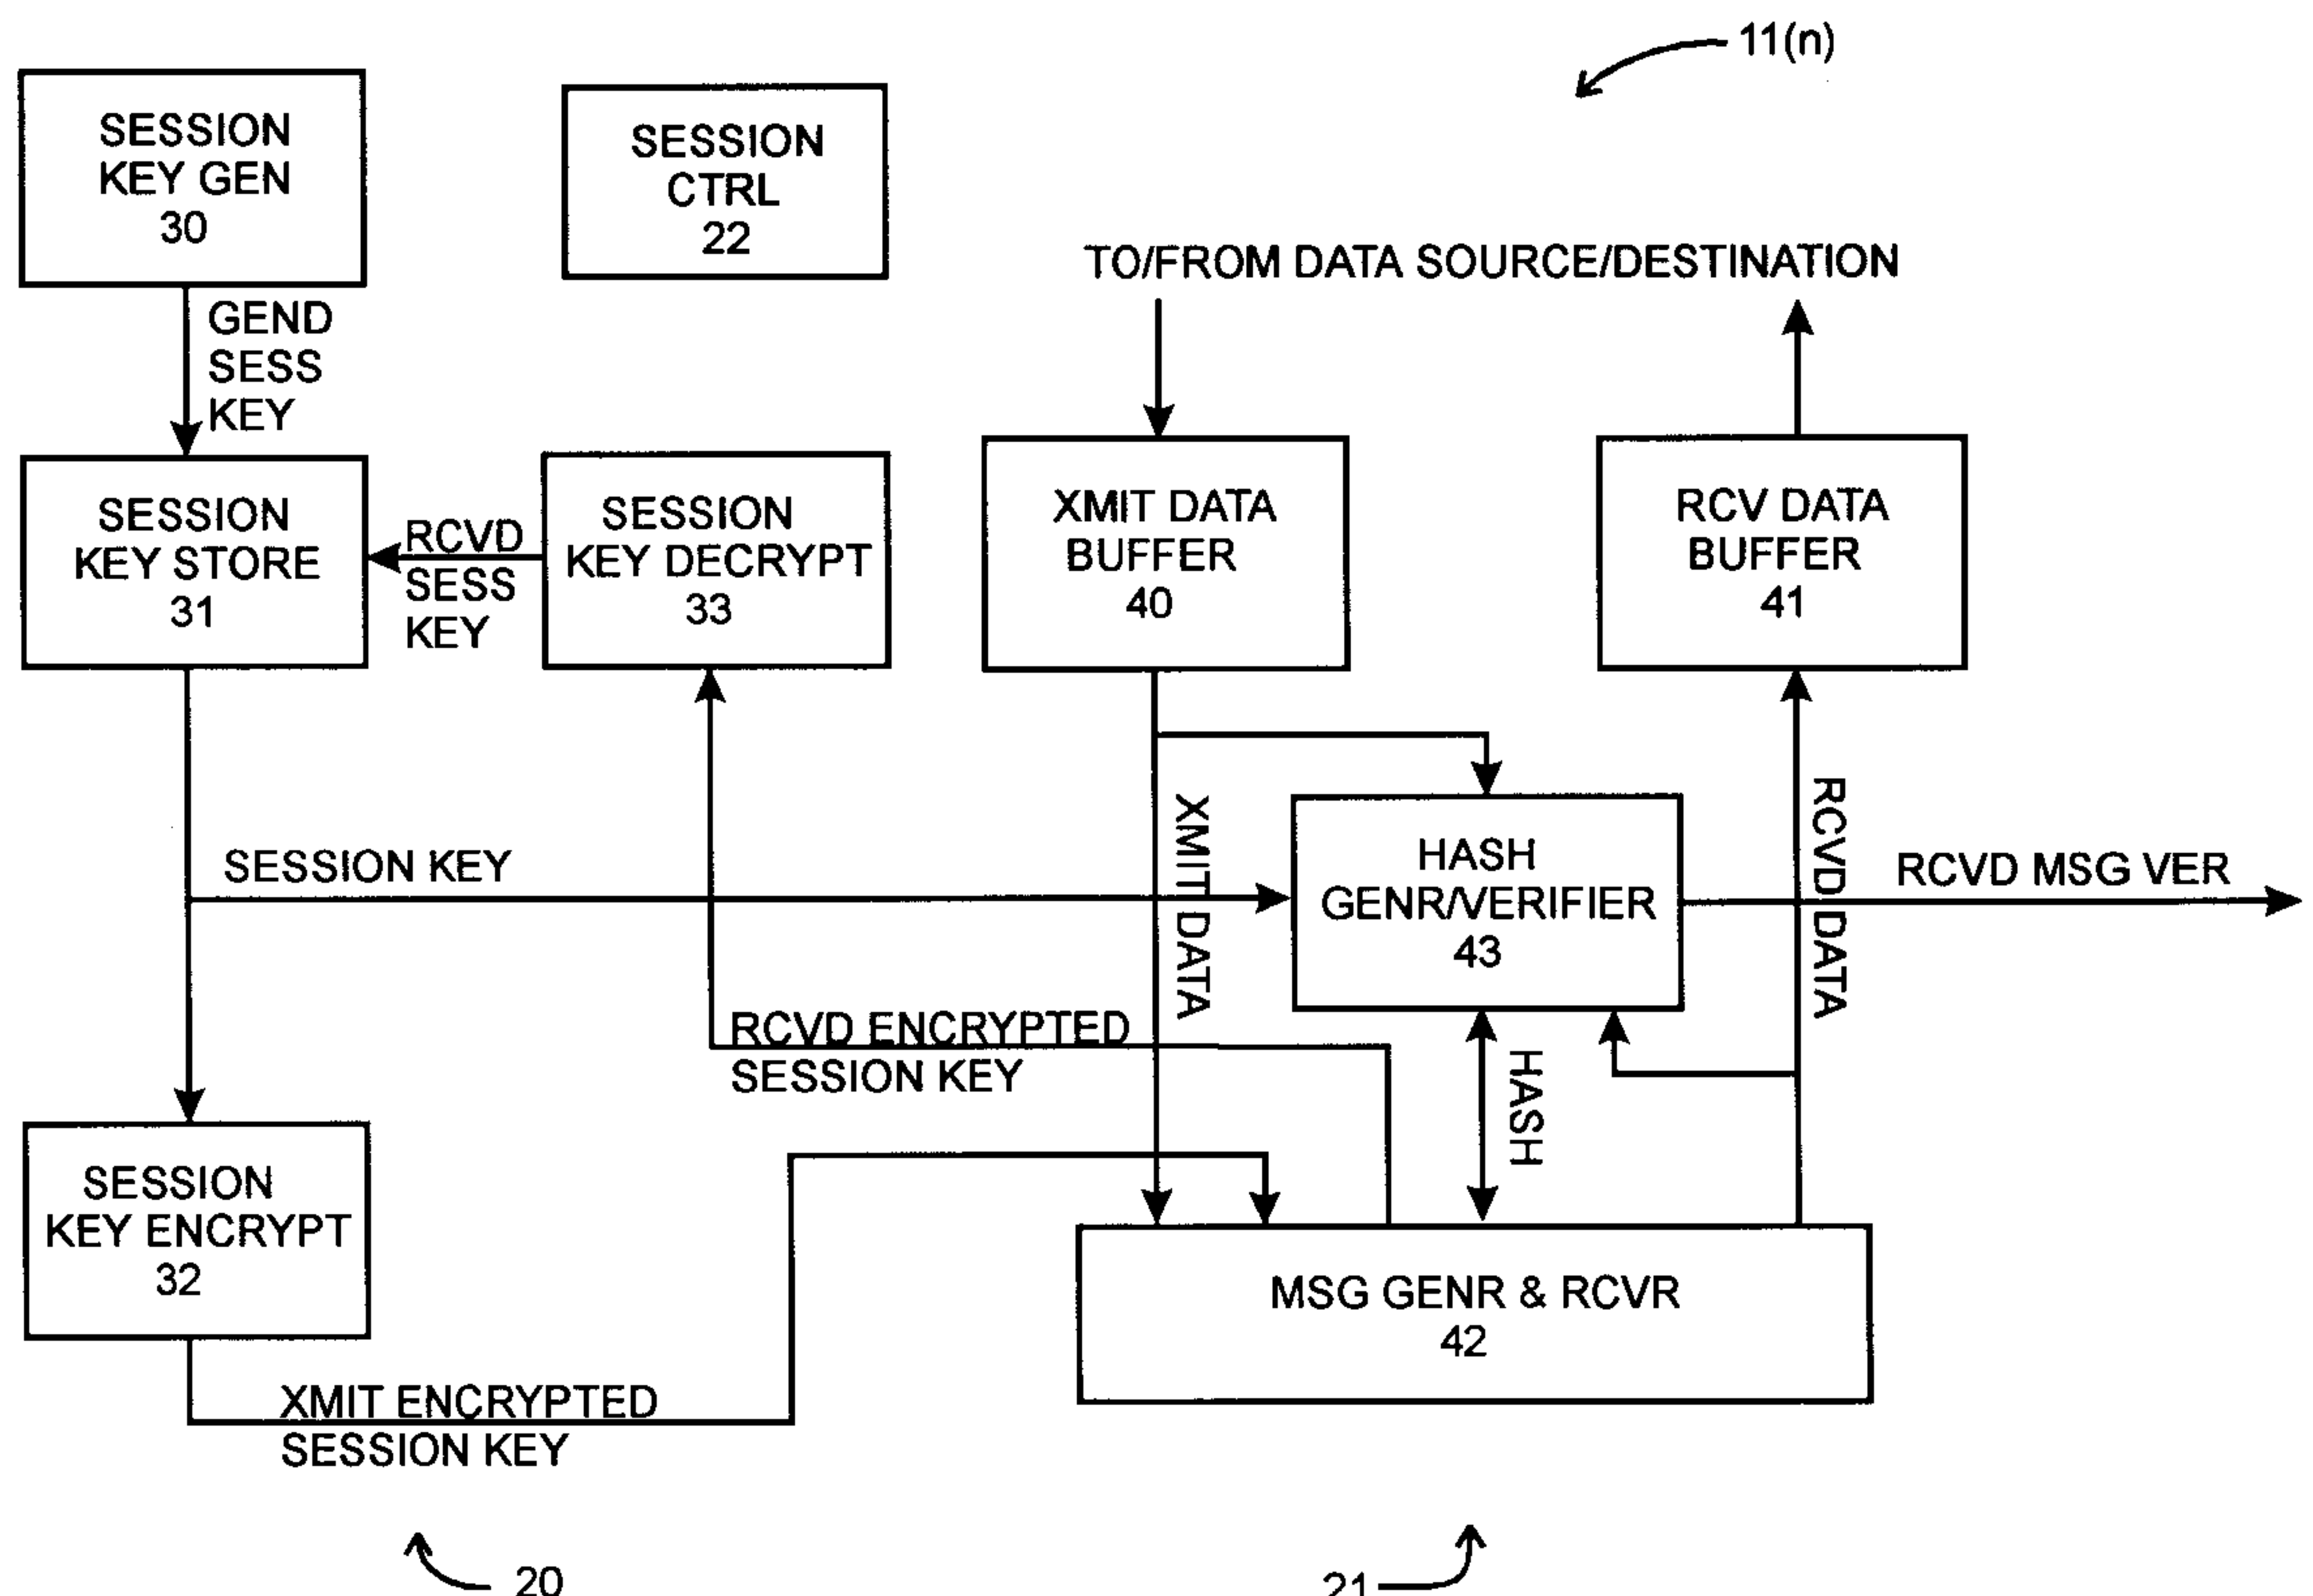 11(n)
SESSION
KEY GEN
30
SESSION
CTRL
22
TO/FROM DATA SOURCE/DESTINATION
GEND
SESS
KEY
SESSION
KEY STORE
31
RCVD
SESS
KEY
SESSION
KEY DECRYPT
33
XMIT DATA
BUFFER
40
RCV DATA
BUFFER
41
SESSION KEY
XMIT DATA
HASH
GENR/VERIFIER
43
RCVD DATA
RCVD MSG VER
RCVD ENCRYPTED
SESSION KEY
HASH
SESSION
KEY ENCRYPT
32
MSG GENR & RCVR
42
XMIT ENCRYPTED
SESSION KEY
20
21